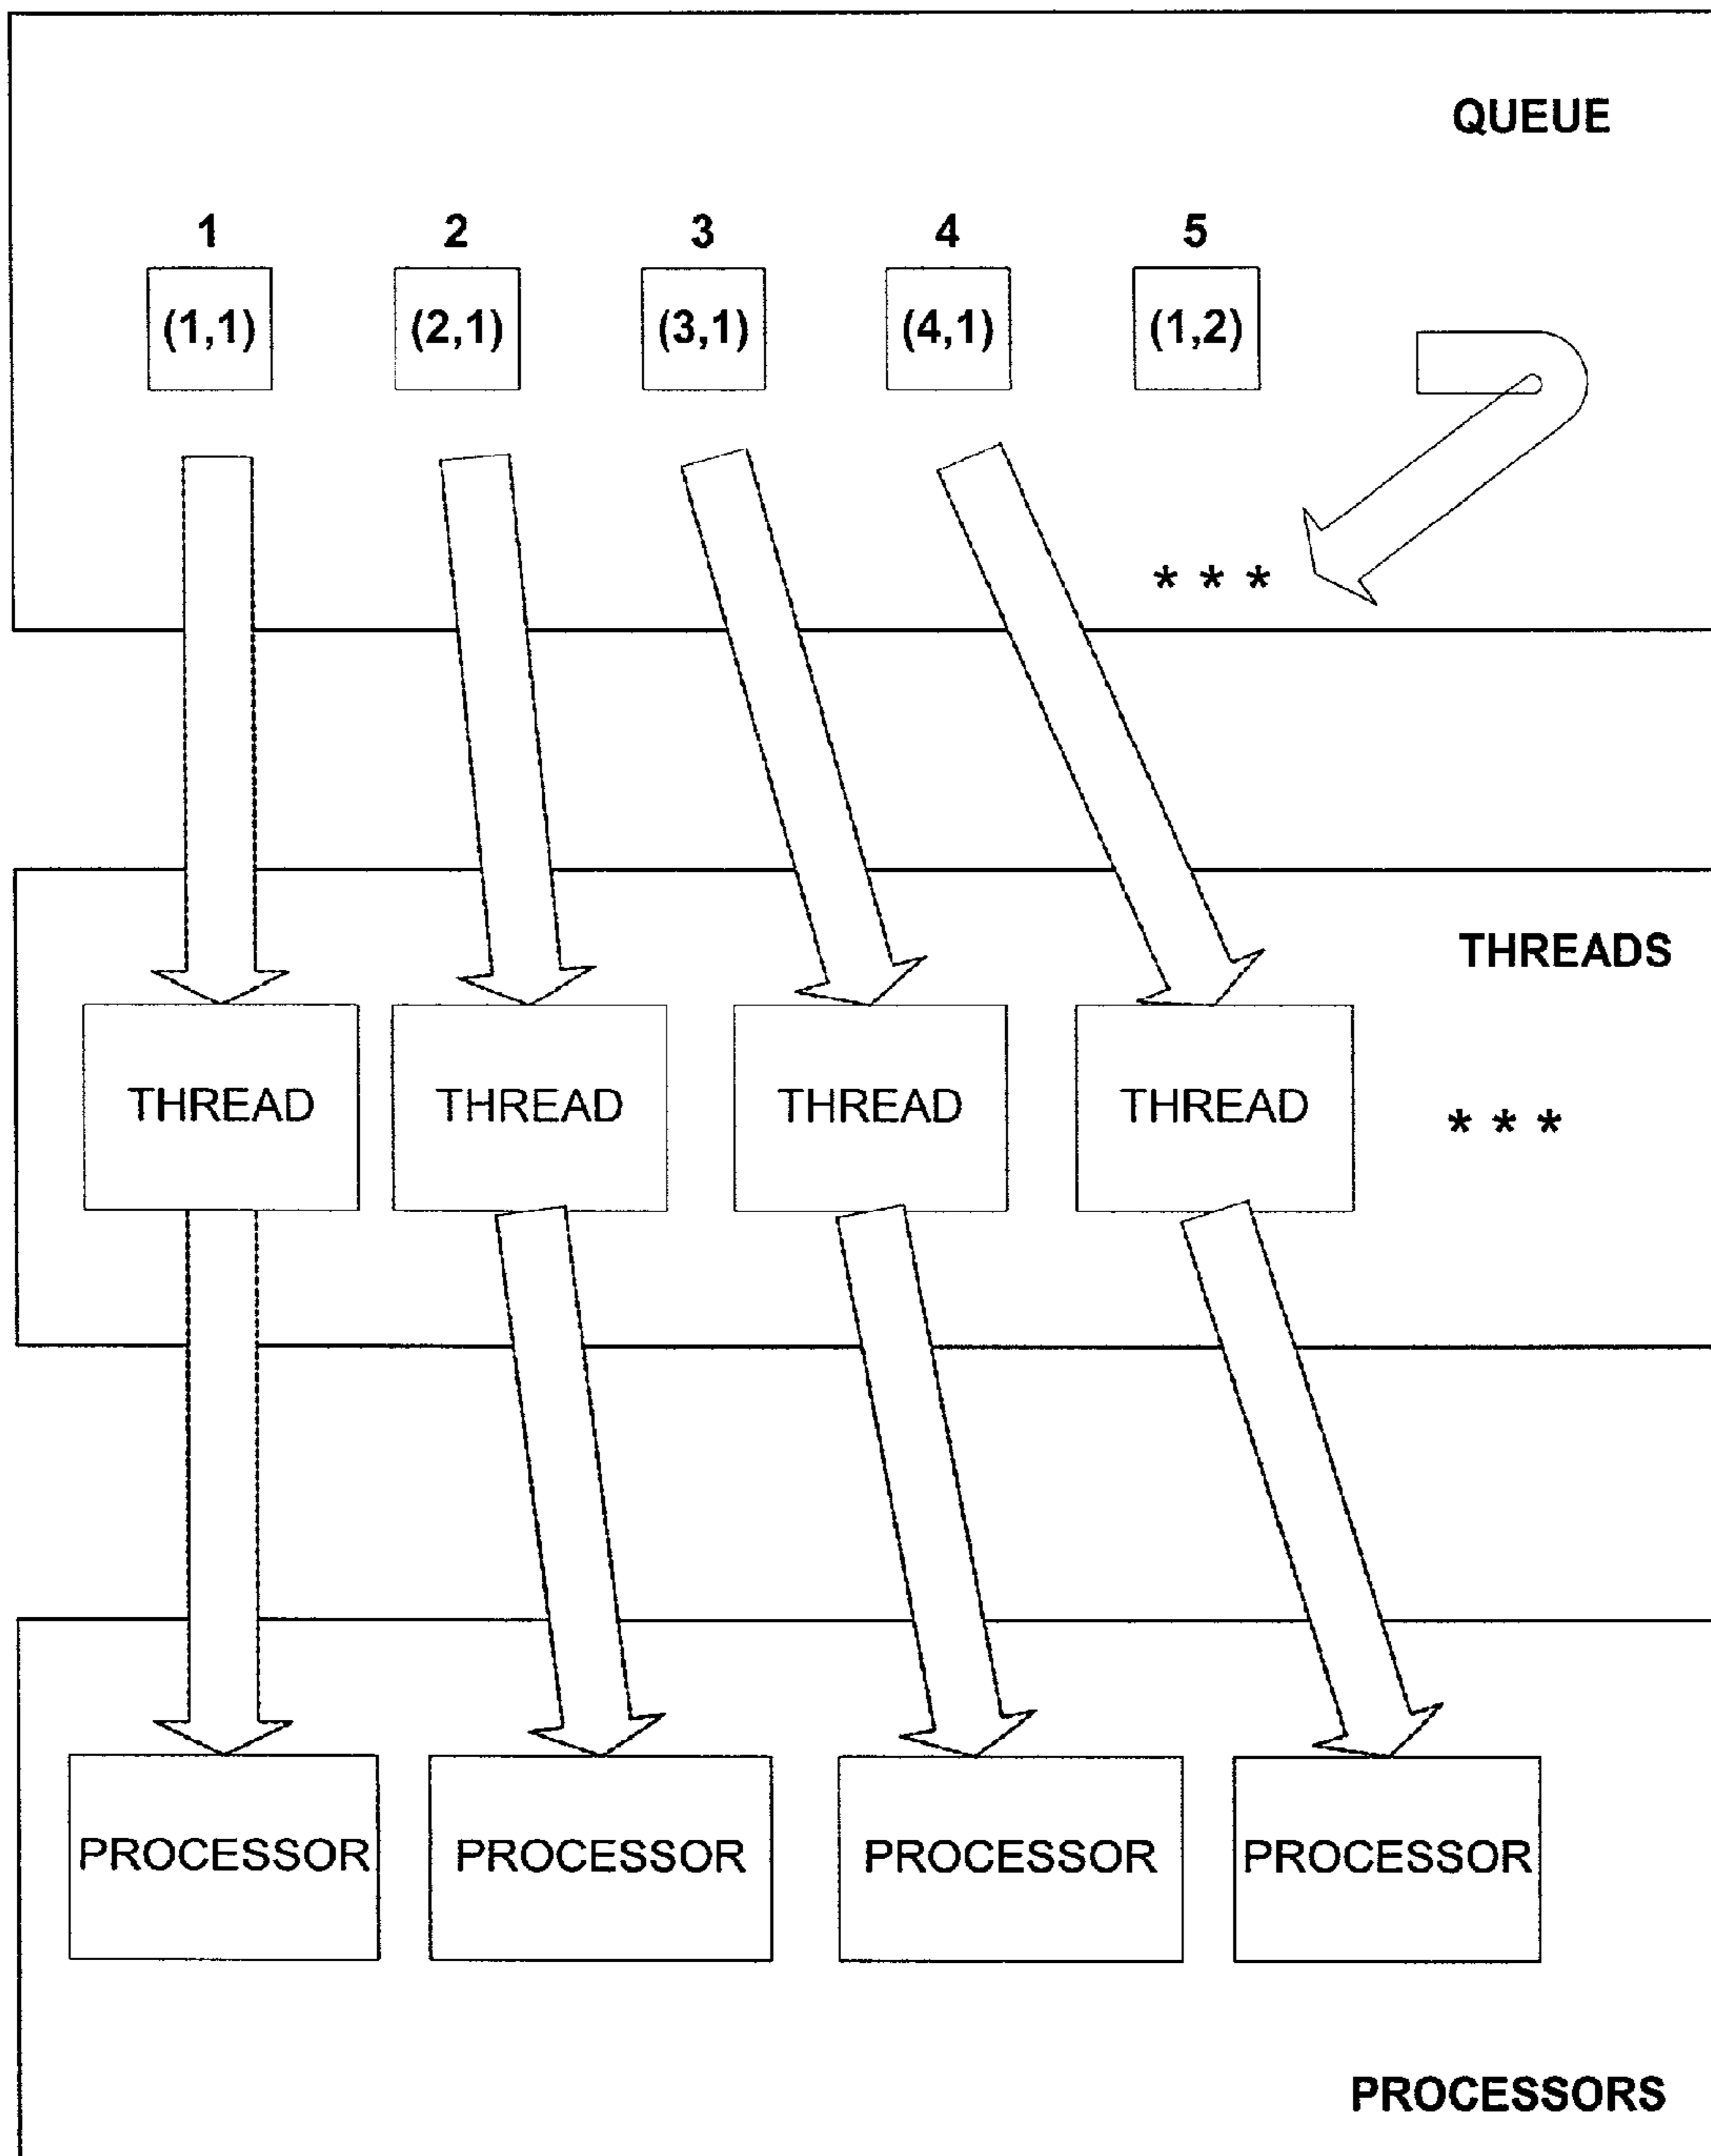 QUEUE
1 2 3 4 5
(1,1) (2,1) (3,1) (4,1) (1,2)
* * *
THREADS
THREAD THREAD THREAD THREAD
* * *
PROCESSOR PROCESSOR PROCESSOR PROCESSOR
PROCESSORS